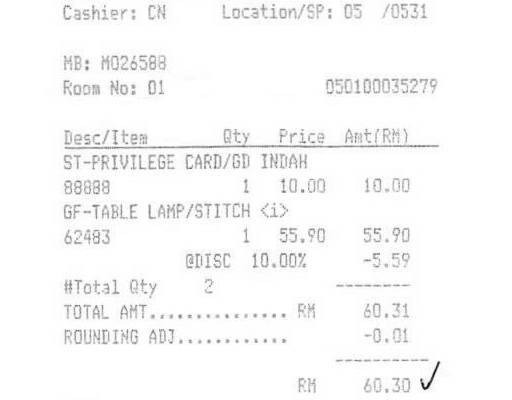 Cashier: CN Location/SP: 05 /0531
MB: M026588
Room No: 01 050100035279
Desc/Item Qty Price Amt(RM)
ST-PRIVILEGE CARD/GD INDAH
88888 1 10.00 10.00
GF-TABLE LAMP/STITCH <i>
62483 1 55.90 55.90
@DISC 10.00% -5.59
#Total Qty 2 --------
TOTAL AMT............... RM 60.31
ROUNDING ADJ............ -0.01
----------
RM 60.30 ✓